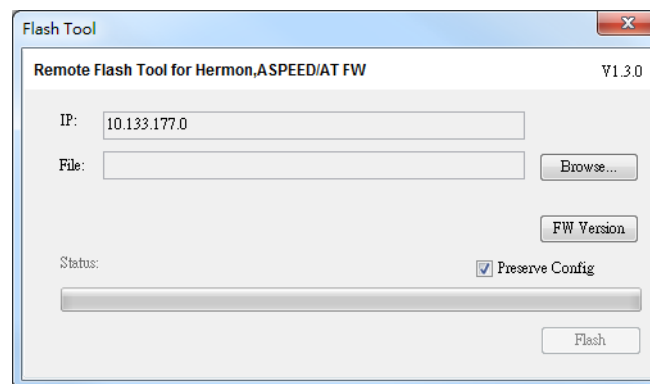 Flash Tool
Remote Flash Tool for Hermon,ASPEED/AT FW V1.3.0
IP: 10.133.177.0
File: Browse...
FW Version
Status: Preserve Config
Flash